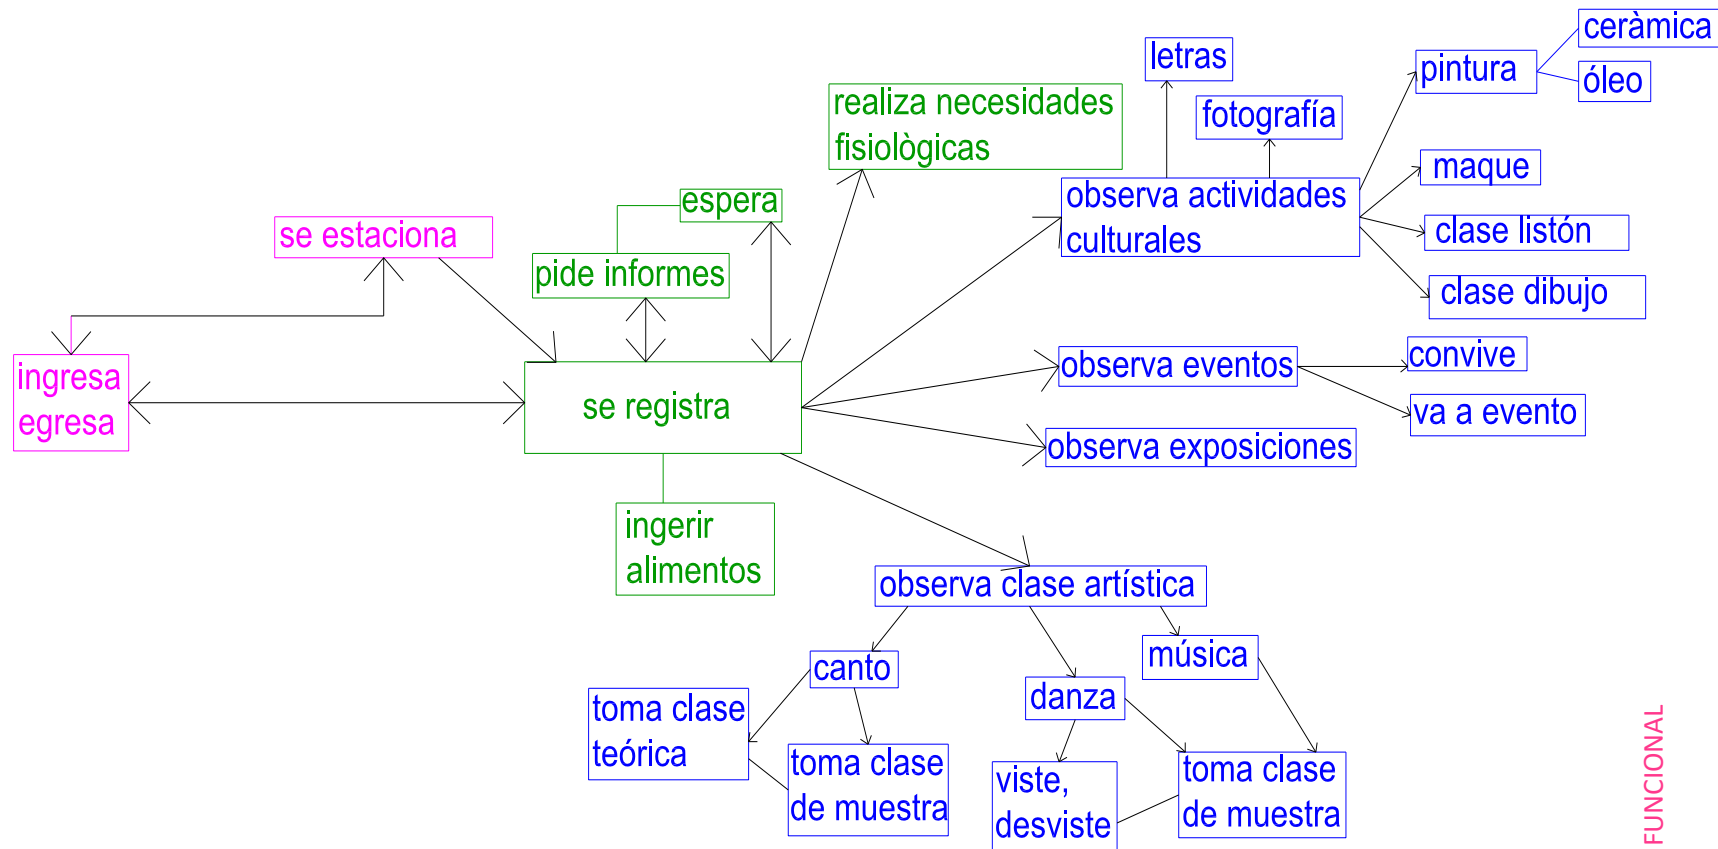 ceràmica
letras
pintura
óleo
realiza necesidades
fisiològicas
fotografía
maque
espera
observa actividades
culturales
se estaciona
clase listón
pide informes
clase dibujo
ingresa
egresa
se registra
observa eventos
convive
va a evento
observa exposiciones
ingerir
alimentos
observa clase artística
canto
música
danza
toma clase
teórica
toma clase
de muestra
viste,
desviste
toma clase
de muestra
FUNCIONAL